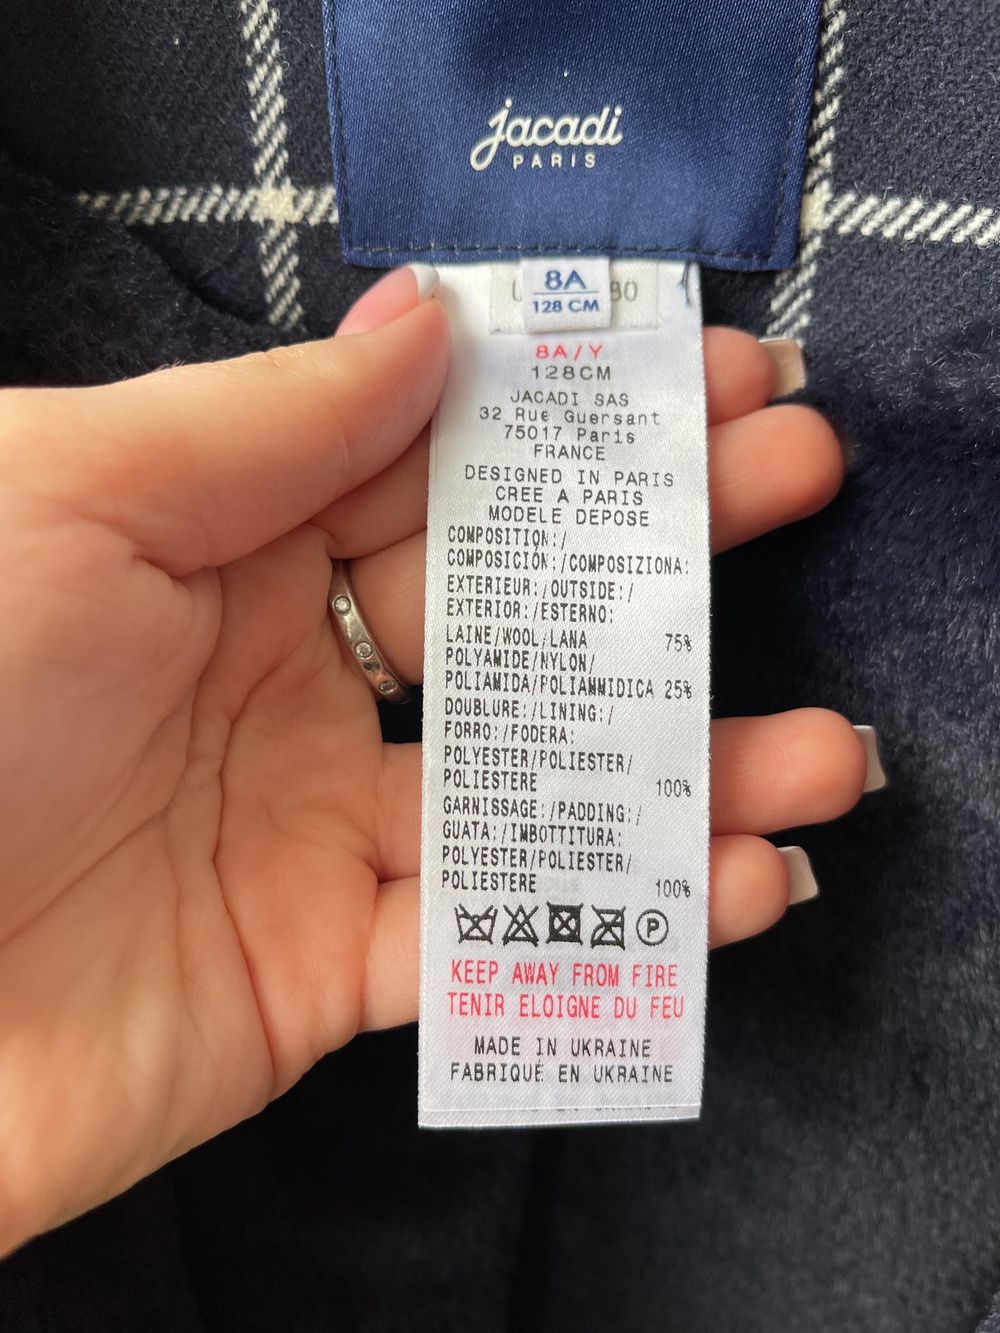 jacadi
PARIS
8A
128 CM
8A/Y
128CM
JACADI SAS
32 Rue Guersant
75017 Paris
FRANCE
DESIGNED IN PARIS
CREE A PARIS
MODELE DEPOSE
COMPOSITION:/
COMPOSICIÓN:/COMPOSIZIONA:
EXTERIEUR:/OUTSIDE:/
EXTERIOR:/ESTERNO:
LAINE/WOOL/LANA 75%
POLYAMIDE/NYLON/
POLIAMIDA/POLIAMMIDICA 25%
DOUBLURE:/LINING:/
FORRO:/FODERA:
POLYESTER/POLIESTER/
POLIESTERE 100%
GARNISSAGE:/PADDING:/
GUATA:/IMBOTTITURA:
POLYESTER/POLIESTER/
POLIESTERE 100%
P
KEEP AWAY FROM FIRE
TENIR ELOIGNE DU FEU
MADE IN UKRAINE
FABRIQUE EN UKRAINE